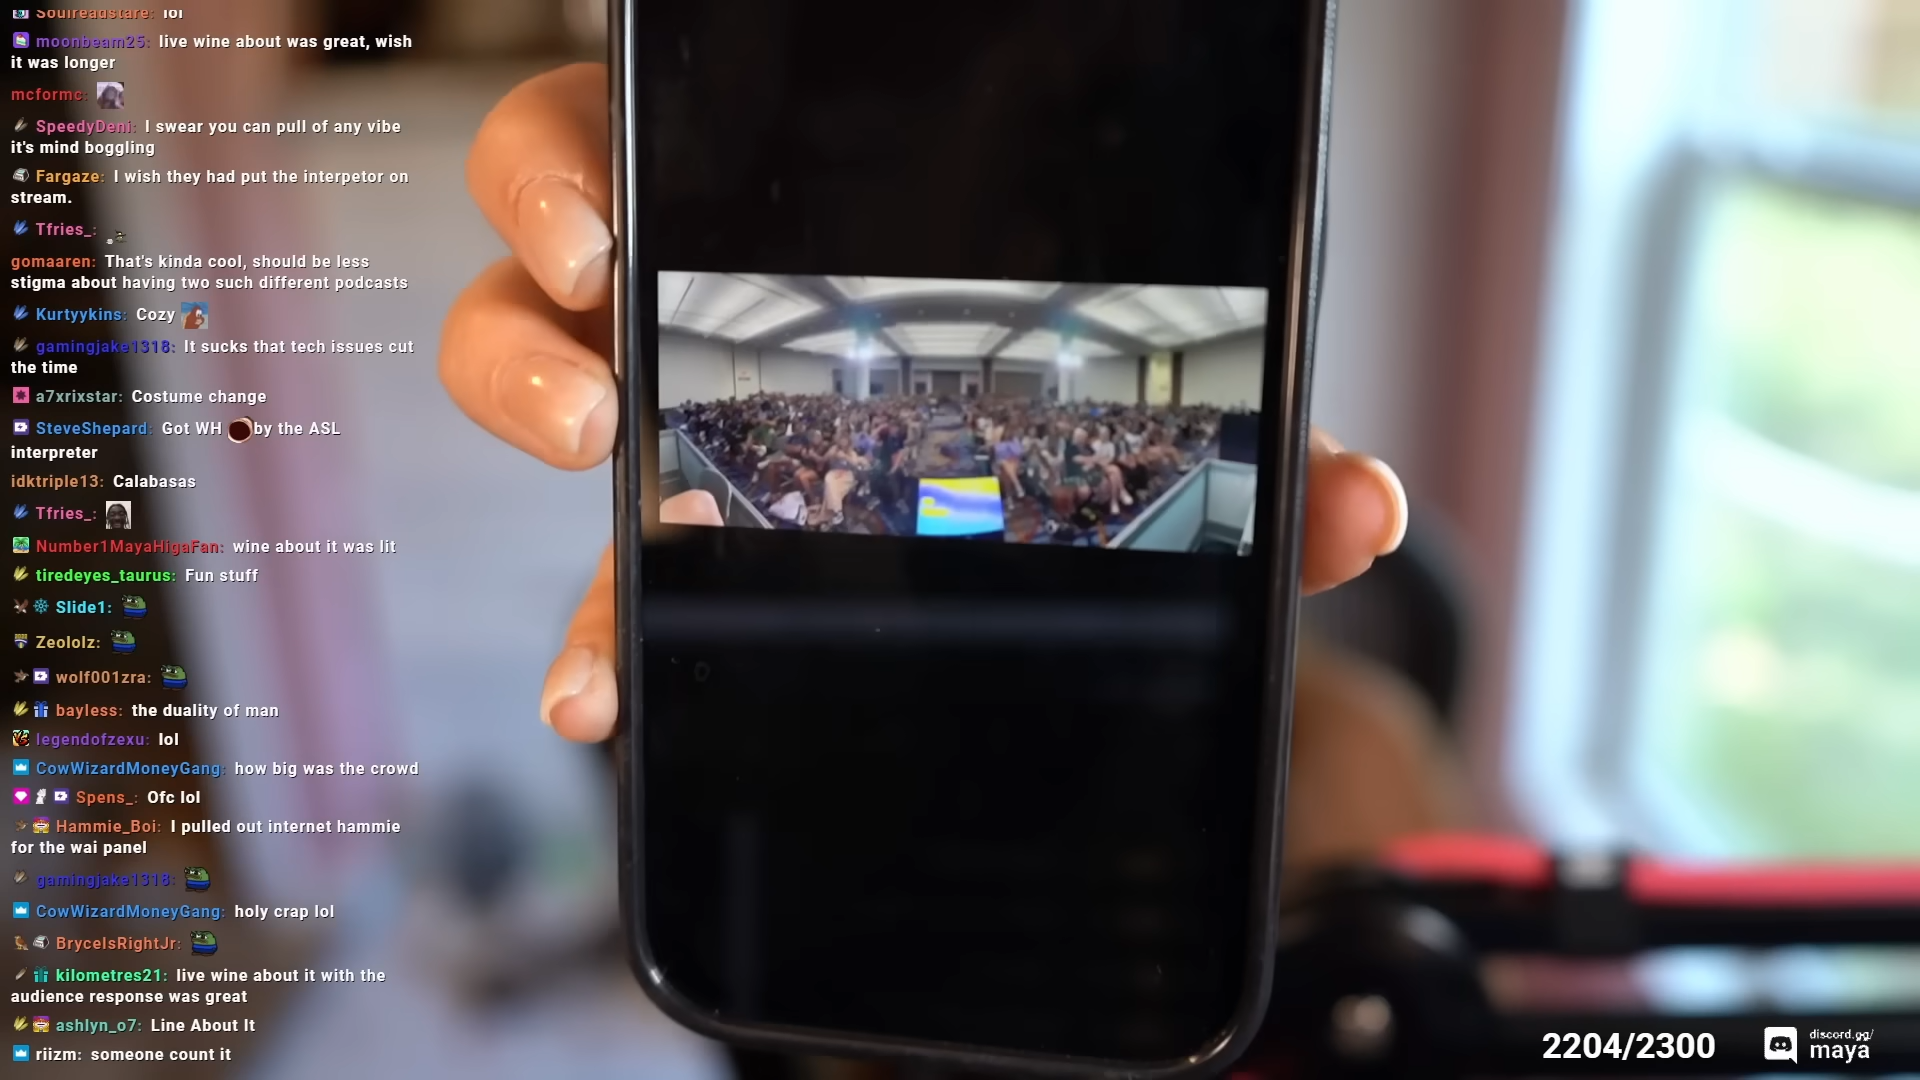 Soulreadstare: lol
moonbeam25: live wine about was great, wish
it was longer
mcformc:
SpeedyDeni: I swear you can pull of any vibe
it's mind boggling
Fargaze: I wish they had put the interpetor on
stream.
Tfries_:
gomaaren: That's kinda cool, should be less
stigma about having two such different podcasts
Kurtyykins: Cozy
gamingjake1318: It sucks that tech issues cut
the time
a7xrixstar: Costume change
SteveShepard: Got WH by the ASL
interpreter
idktriple13: Calabasas
Tfries_:
Number1MayaHigaFan: wine about it was lit
tiredeyes_taurus: Fun stuff
Slide1:
Zeololz:
wolf001zra:
bayless: the duality of man
legendofzexu: lol
CowWizardMoneyGang: how big was the crowd
Spens_: Ofc lol
Hammie_Boi: I pulled out internet hammie
for the wai panel
gamingjake1318:
CowWizardMoneyGang: holy crap lol
BryceIsRightJr:
kilometres21: live wine about it with the
audience response was great
ashlyn_o7: Line About It
riizm: someone count it
2204/2300
discord.gg/
maya